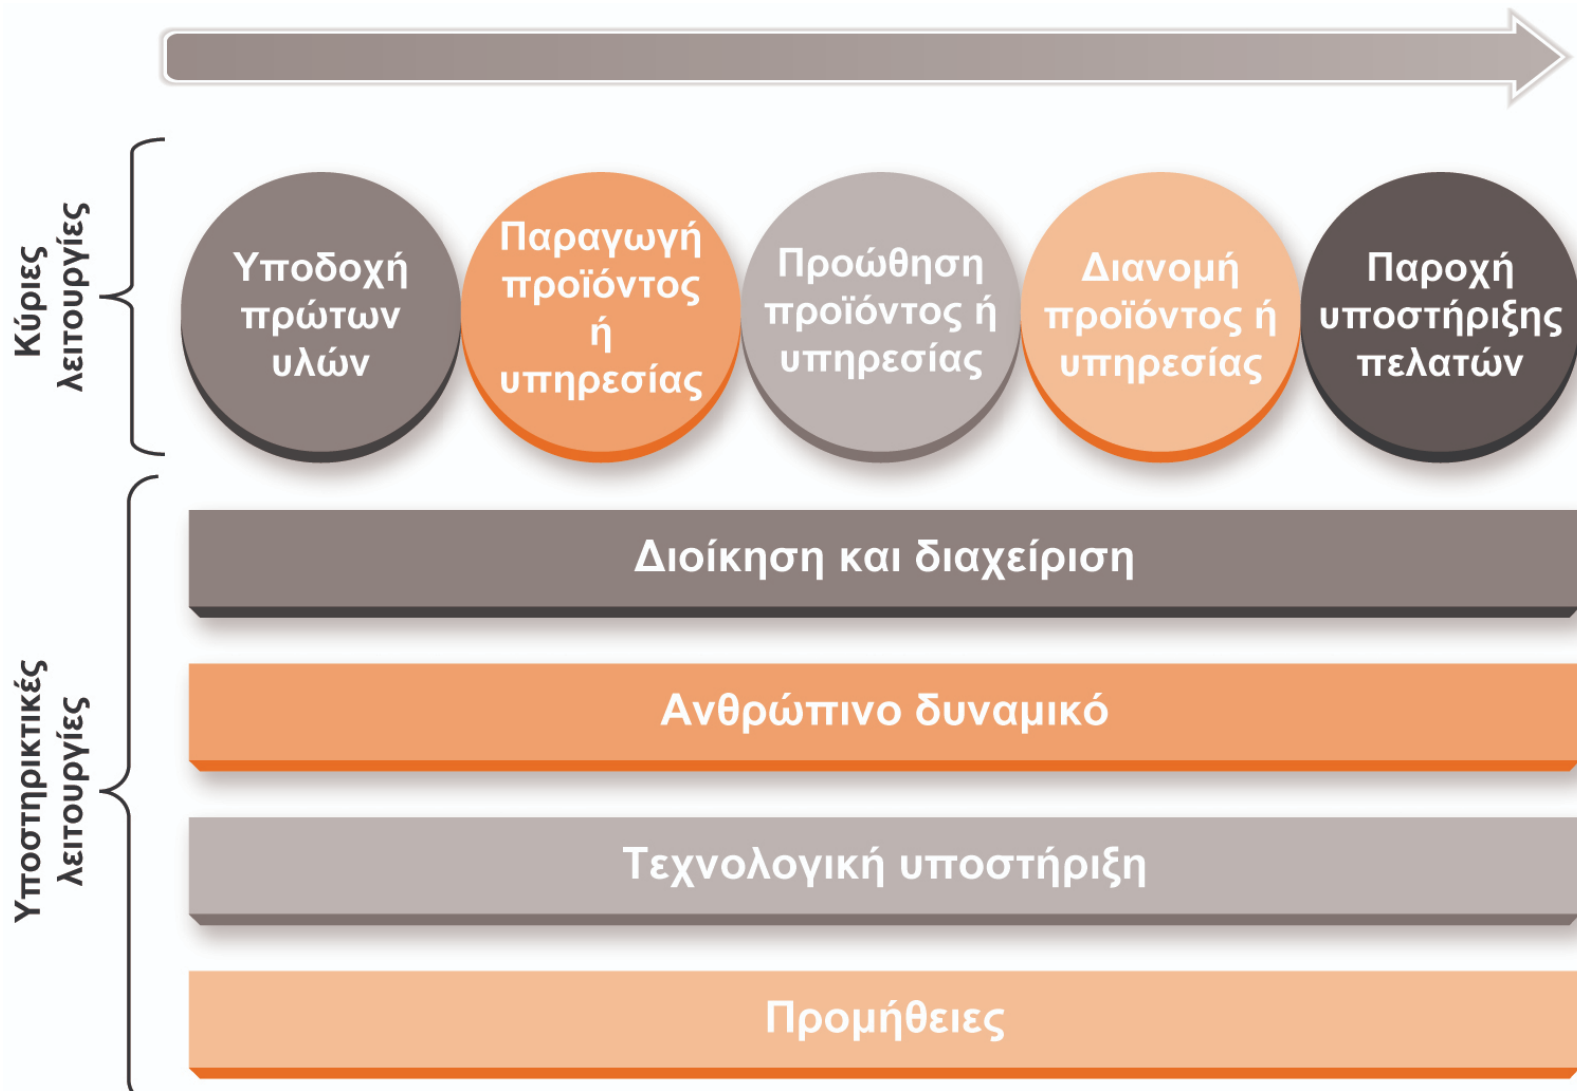 Κύριες
λειτουργίες
Υποδοχή
πρώτων
υλών
Παραγωγή
προϊόντος
ή
υπηρεσίας
Προώθηση
προϊόντος ή
υπηρεσίας
Διανομή
προϊόντος ή
υπηρεσίας
Παροχή
υποστήριξης
πελατών
Υποστηρικτικές
λειτουργίες
Διοίκηση και διαχείριση
Ανθρώπινο δυναμικό
Τεχνολογική υποστήριξη
Προμήθειες